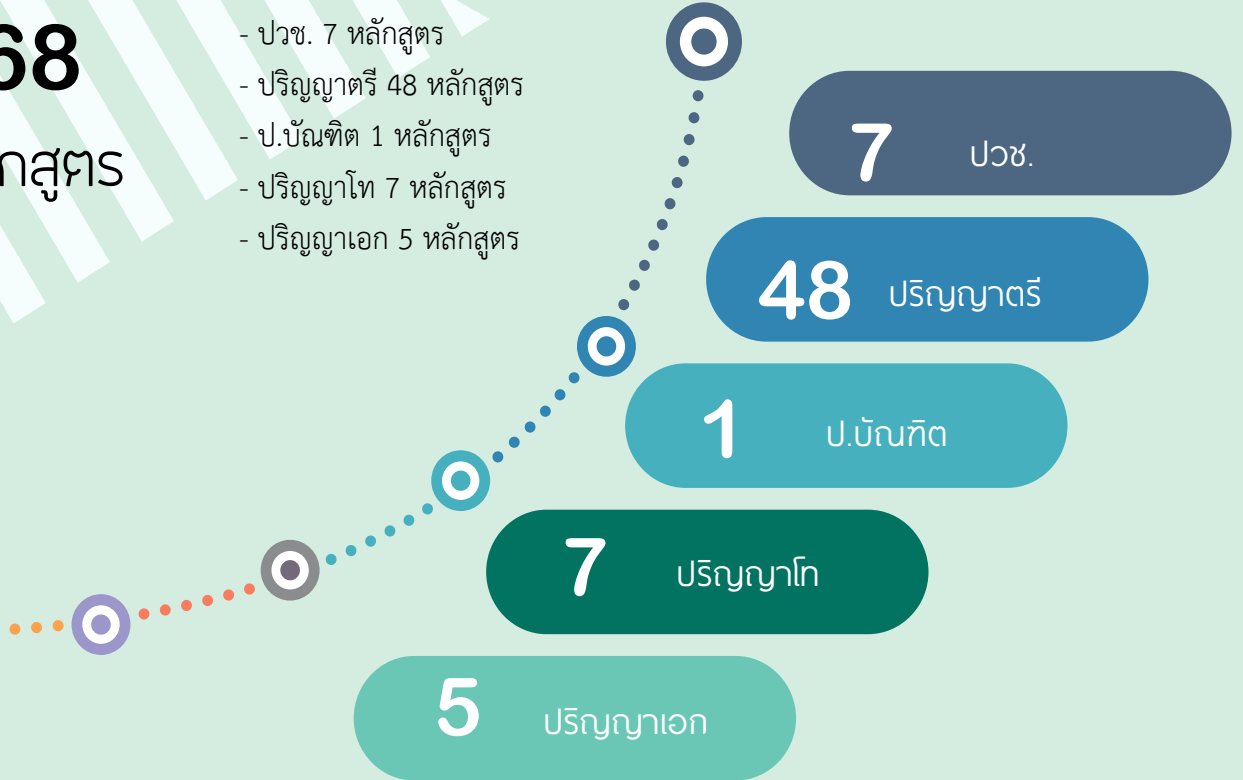 68
- ปวช. 7 หลักสูตร
- ปริญญาตรี 48 หลักสูตร
- ป.บัณฑิต 1 หลักสูตร
- ปริญญาโท 7 หลักสูตร
- ปริญญาเอก 5 หลักสูตร
7 ปวช.
48 ปริญญาตรี
1 ป.บัณฑิต
7 ปริญญาโท
5 ปริญญาเอก